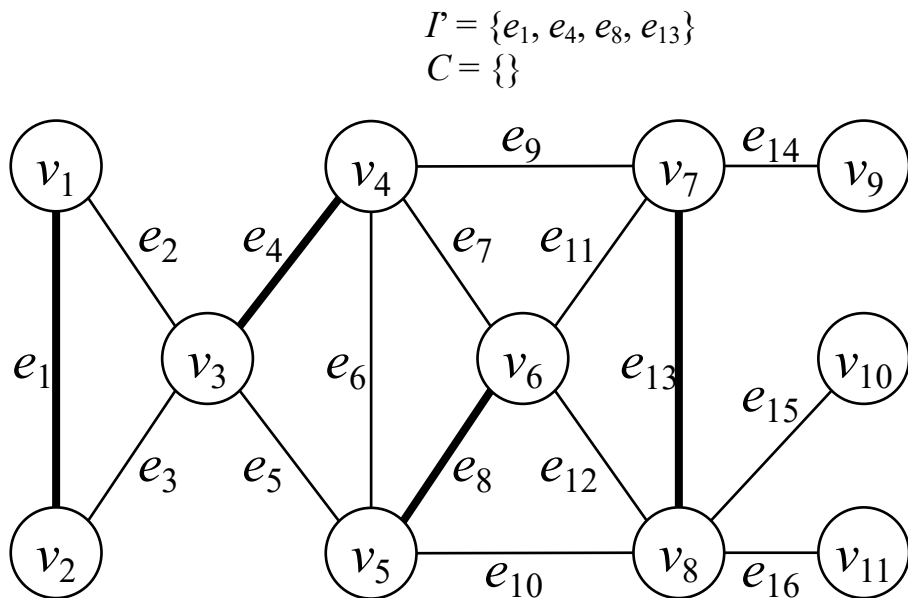 I' = {e1, e4, e8, e13}
C = {}
v1
v4
e9
v7
e14
v9
e2
e4
e7
e11
e1
v3
e6
v6
e13
v10
e15
e3
e5
e8
e12
v2
v5
e10
v8
e16
v11